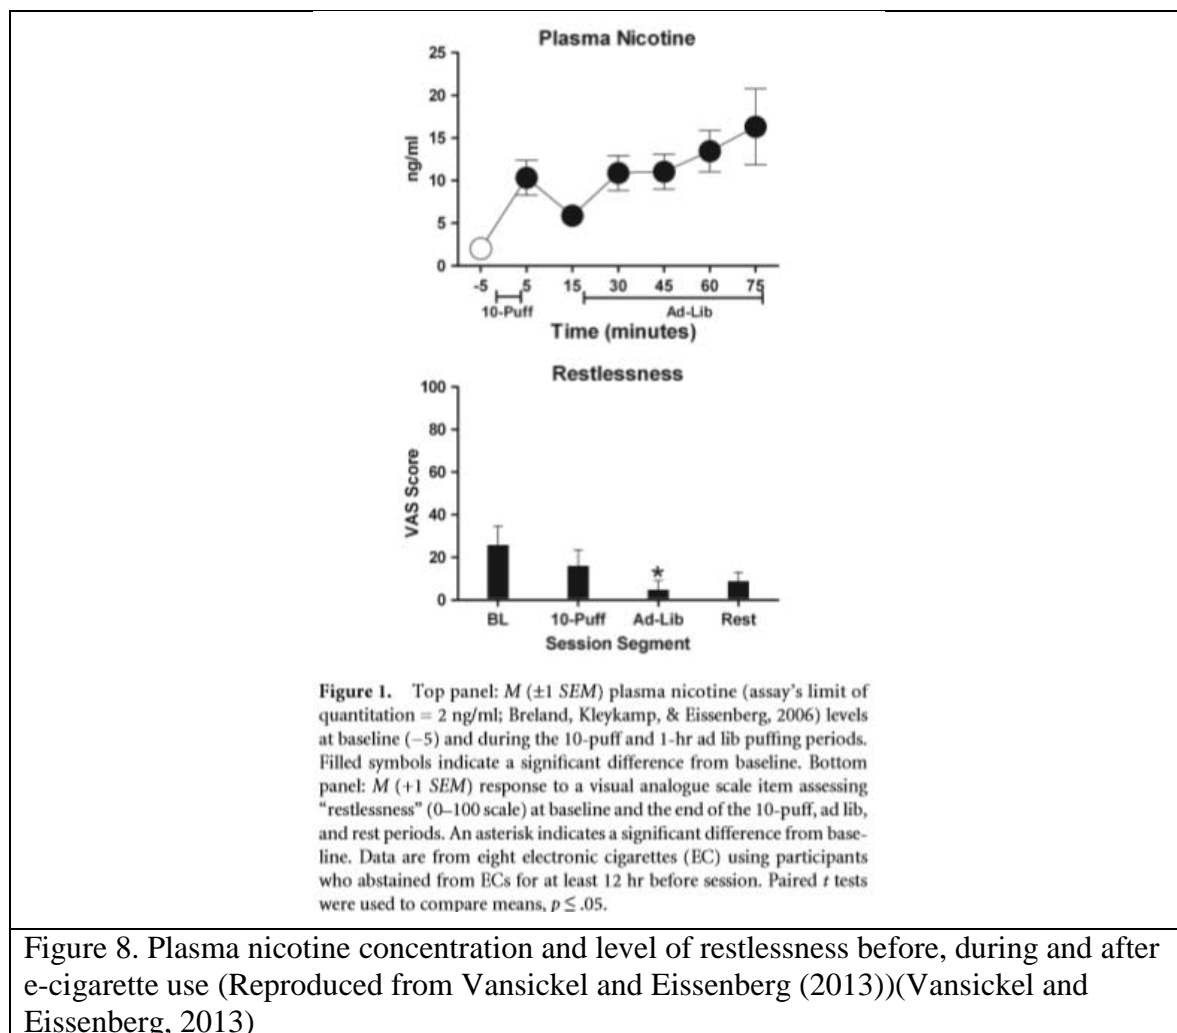 Plasma Nicotine
25
20
15
10
5
0
ng/ml
-5 5 15 30 45 60 75
10-Puff Ad-Lib
Time (minutes)
Restlessness
100
80
60
40
20
0
VAS Score
*
BL 10-Puff Ad-Lib Rest
Session Segment
Figure 1. Top panel: M (±1 SEM) plasma nicotine (assay's limit of
quantitation = 2 ng/ml; Breland, Kleykamp, & Eissenberg, 2006) levels
at baseline (−5) and during the 10-puff and 1-hr ad lib puffing periods.
Filled symbols indicate a significant difference from baseline. Bottom
panel: M (+1 SEM) response to a visual analogue scale item assessing
"restlessness" (0–100 scale) at baseline and the end of the 10-puff, ad lib,
and rest periods. An asterisk indicates a significant difference from base-
line. Data are from eight electronic cigarettes (EC) using participants
who abstained from ECs for at least 12 hr before session. Paired t tests
were used to compare means, p ≤ .05.
Figure 8. Plasma nicotine concentration and level of restlessness before, during and after
e-cigarette use (Reproduced from Vansickel and Eissenberg (2013))(Vansickel and
Eissenberg, 2013)